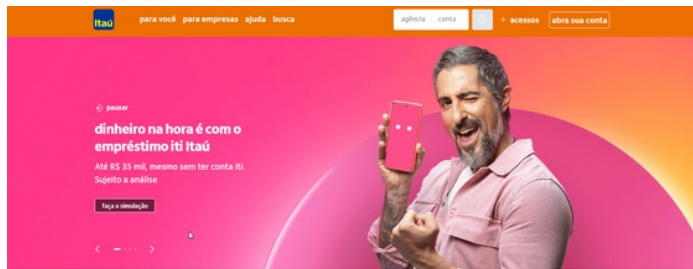 Itaú
para você para empresas ajuda busca
agência conta
+ acessos
abra sua conta
pausar
dinheiro na hora é com o
empréstimo iti Itaú
Até R$ 35 mil, mesmo sem ter conta iti.
Sujeito a análise
faça a simulação